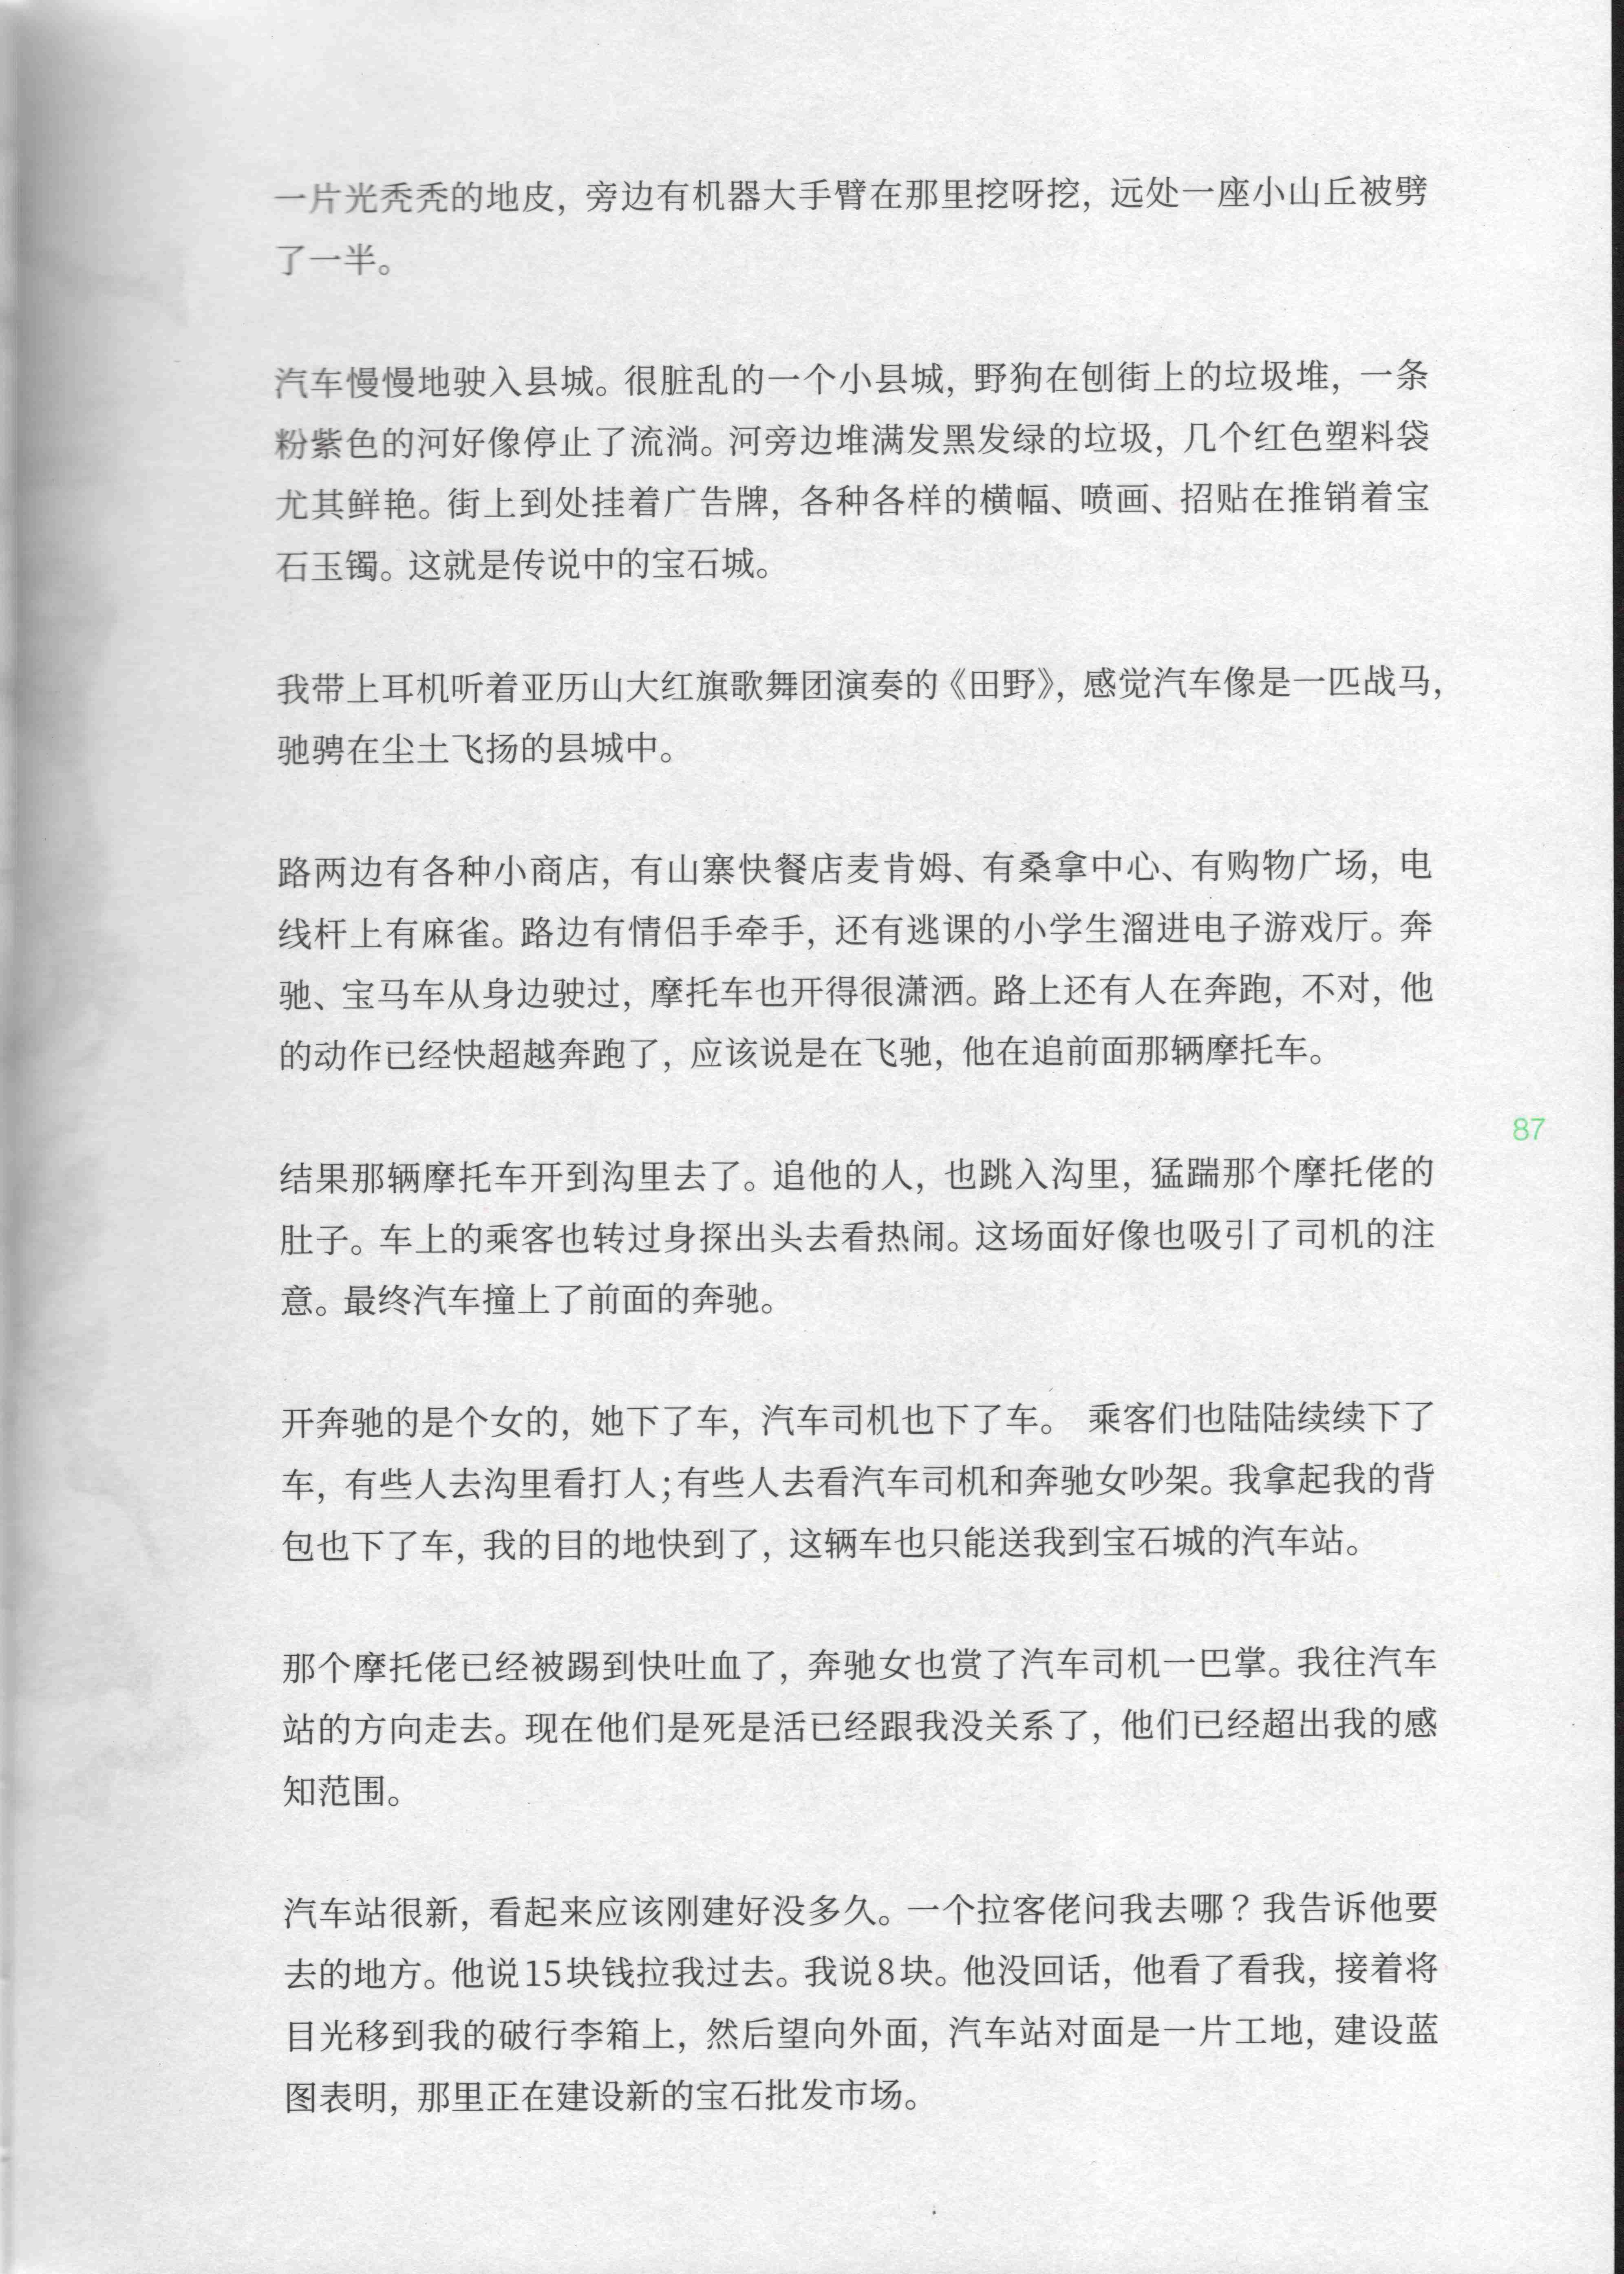 一片光秃秃的地皮，旁边有机器大手臂在那里挖呀挖，远处一座小山丘被劈
了一半。
汽车慢慢地驶入县城。很脏乱的一个小县城，野狗在刨街上的垃圾堆，一条
粉紫色的河好像停止了流淌。河旁边堆满发黑发绿的垃圾，几个红色塑料袋
尤其鲜艳。街上到处挂着广告牌，各种各样的横幅、喷画、招贴在推销着宝
石玉镯。这就是传说中的宝石城。
我带上耳机听着亚历山大红旗歌舞团演奏的《田野》，感觉汽车像是一匹战马，
驰骋在尘土飞扬的县城中。
路两边有各种小商店，有山寨快餐店麦肯姆、有桑拿中心、有购物广场，电
线杆上有麻雀。路边有情侣手牵手，还有逃课的小学生溜进电子游戏厅。奔
驰、宝马车从身边驶过，摩托车也开得很潇洒。路上还有人在奔跑，不对，他
的动作已经快超越奔跑了，应该说是在飞驰，他在追前面那辆摩托车。
87
结果那辆摩托车开到沟里去了。追他的人，也跳入沟里，猛踹那个摩托佬的
肚子。车上的乘客也转过身探出头去看热闹。这场面好像也吸引了司机的注
意。最终汽车撞上了前面的奔驰。
开奔驰的是个女的，她下了车，汽车司机也下了车。 乘客们也陆陆续续下了
车，有些人去沟里看打人；有些人去看汽车司机和奔驰女吵架。我拿起我的背
包也下了车，我的目的地快到了，这辆车也只能送我到宝石城的汽车站。
那个摩托佬已经被踢到快吐血了，奔驰女也赏了汽车司机一巴掌。我往汽车
站的方向走去。现在他们是死是活已经跟我没关系了，他们已经超出我的感
知范围。
汽车站很新，看起来应该刚建好没多久。一个拉客佬问我去哪？我告诉他要
去的地方。他说15块钱拉我过去。我说8块。他没回话，他看了看我，接着将
目光移到我的破行李箱上，然后望向外面，汽车站对面是一片工地，建设蓝
图表明，那里正在建设新的宝石批发市场。